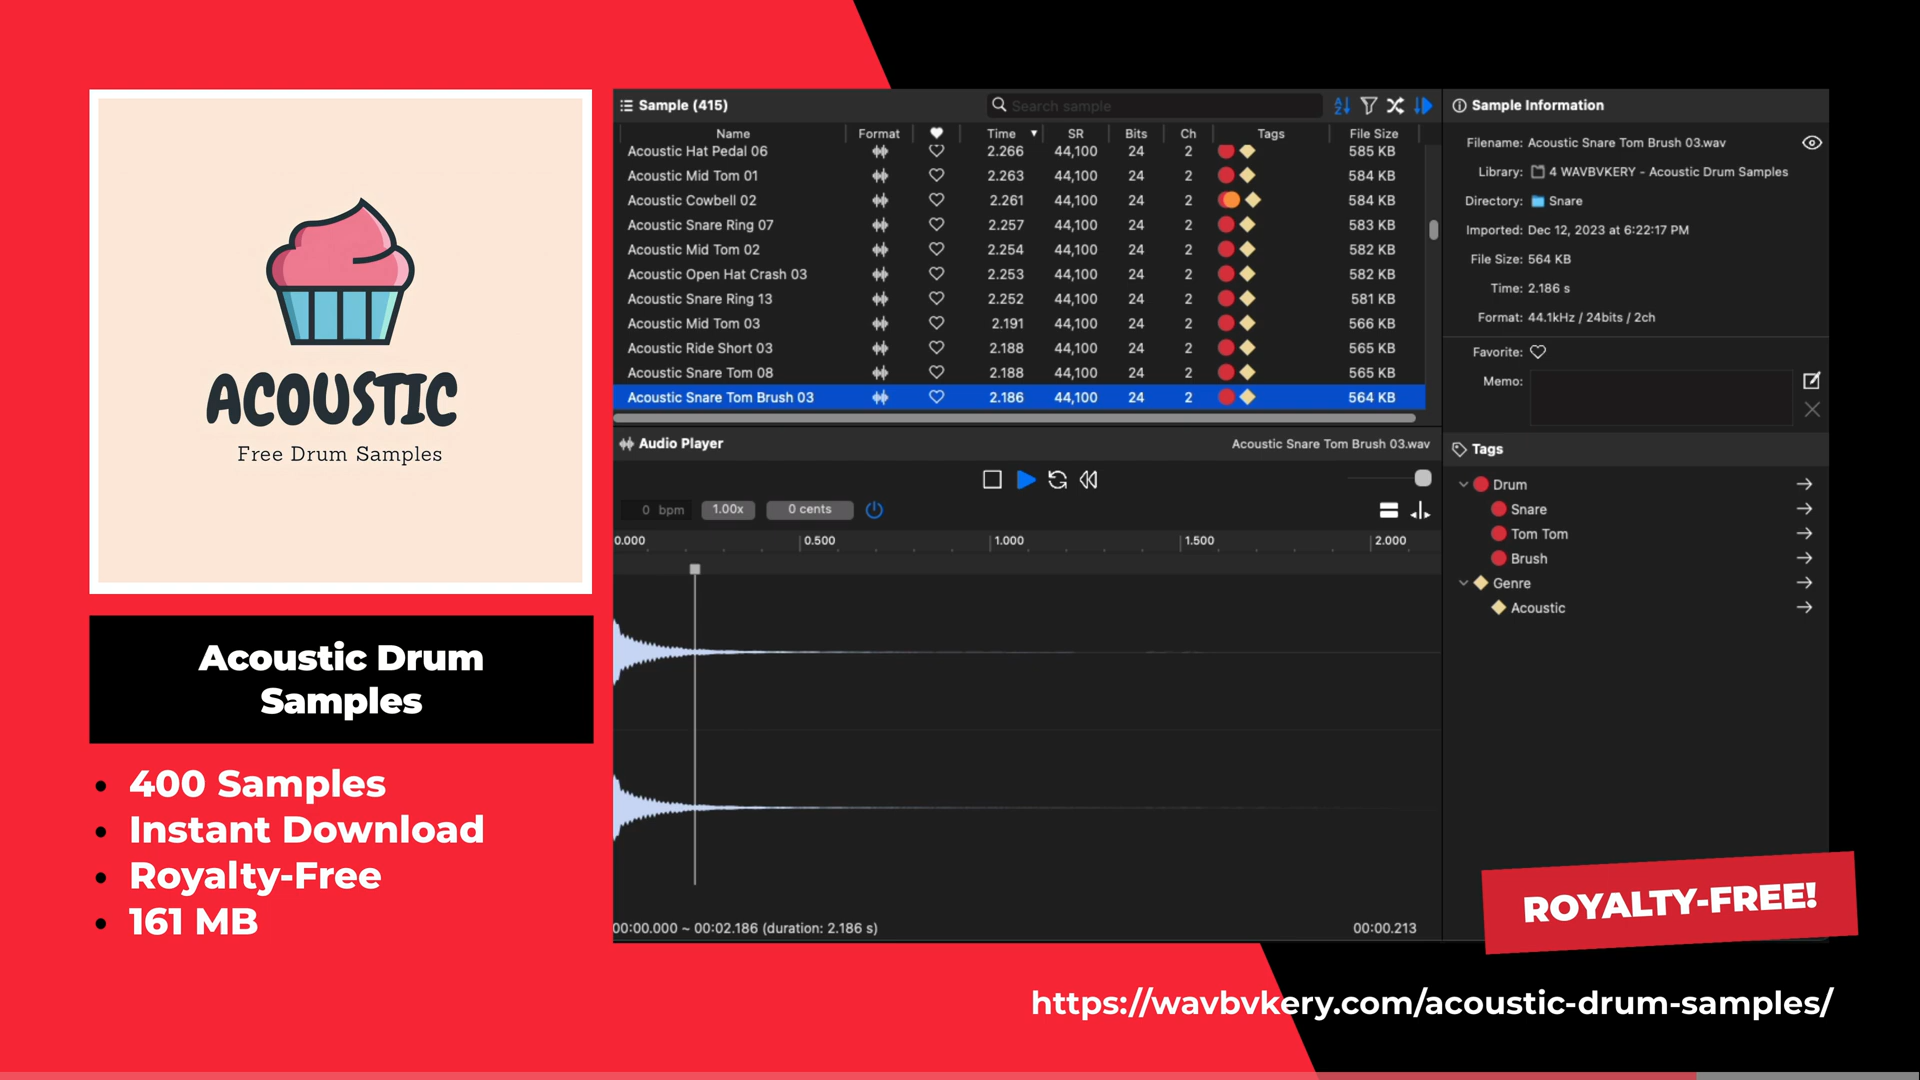 ACOUSTIC
Free Drum Samples
Acoustic Drum
Samples
400 Samples
Instant Download
Royalty-Free
161 MB
Sample (415)
Search sample
Name Format Time SR Bits Ch Tags File Size
Acoustic Hat Pedal 06 2.266 44,100 24 2 585 KB
Acoustic Mid Tom 01 2.263 44,100 24 2 584 KB
Acoustic Cowbell 02 2.261 44,100 24 2 584 KB
Acoustic Snare Ring 07 2.257 44,100 24 2 583 KB
Acoustic Mid Tom 02 2.254 44,100 24 2 582 KB
Acoustic Open Hat Crash 03 2.253 44,100 24 2 582 KB
Acoustic Snare Ring 13 2.252 44,100 24 2 581 KB
Acoustic Mid Tom 03 2.191 44,100 24 2 566 KB
Acoustic Ride Short 03 2.188 44,100 24 2 565 KB
Acoustic Snare Tom 08 2.188 44,100 24 2 565 KB
Acoustic Snare Tom Brush 03 2.186 44,100 24 2 564 KB
Audio Player Acoustic Snare Tom Brush 03.wav
0 bpm 1.00x 0 cents
0.000 0.500 1.000 1.500 2.000
00:00.000 ~ 00:02.186 (duration: 2.186 s) 00:00.213
Sample Information
Filename: Acoustic Snare Tom Brush 03.wav
Library: 4 WAVBVKERY - Acoustic Drum Samples
Directory: Snare
Imported: Dec 12, 2023 at 6:22:17 PM
File Size: 564 KB
Time: 2.186 s
Format: 44.1kHz / 24bits / 2ch
Favorite:
Memo:
Tags
Drum
Snare
Tom Tom
Brush
Genre
Acoustic
ROYALTY-FREE!
https://wavbvkery.com/acoustic-drum-samples/